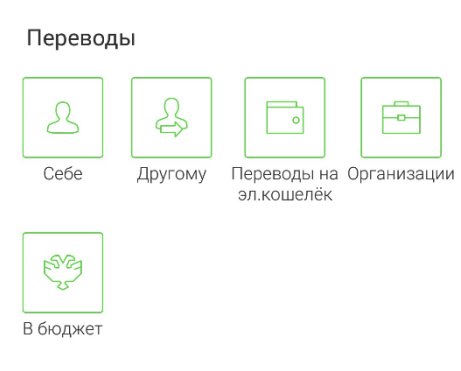 Переводы
Себе
Другому
Переводы на
эл.кошелёк
Организации
В бюджет